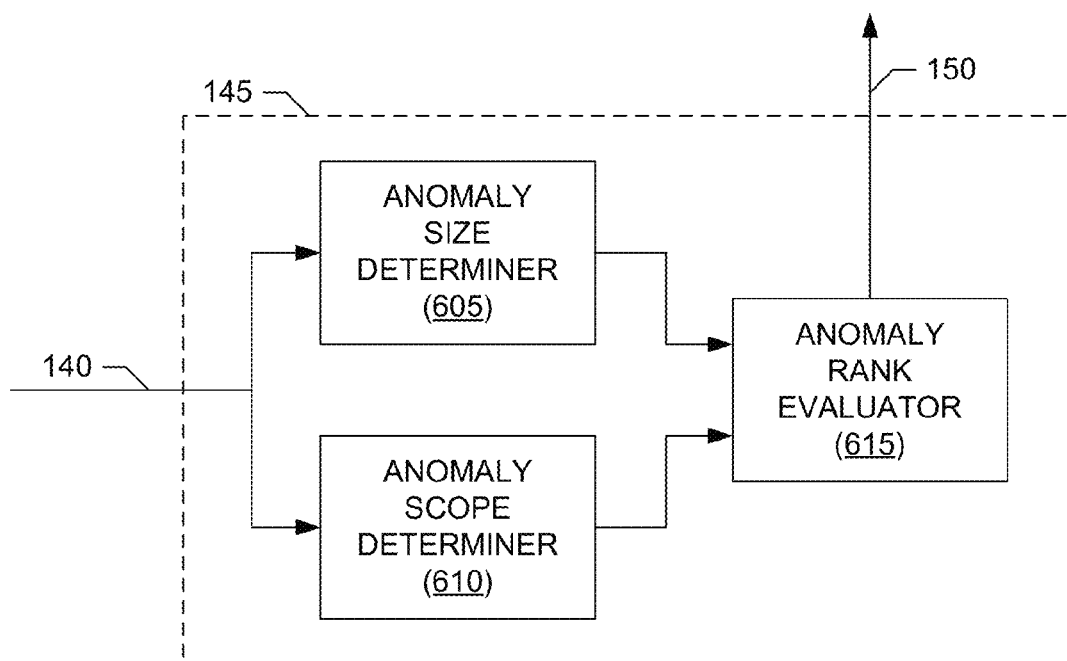 150
145
ANOMALY
SIZE
DETERMINER
(605)
140
ANOMALY
RANK
EVALUATOR
(615)
ANOMALY
SCOPE
DETERMINER
(610)